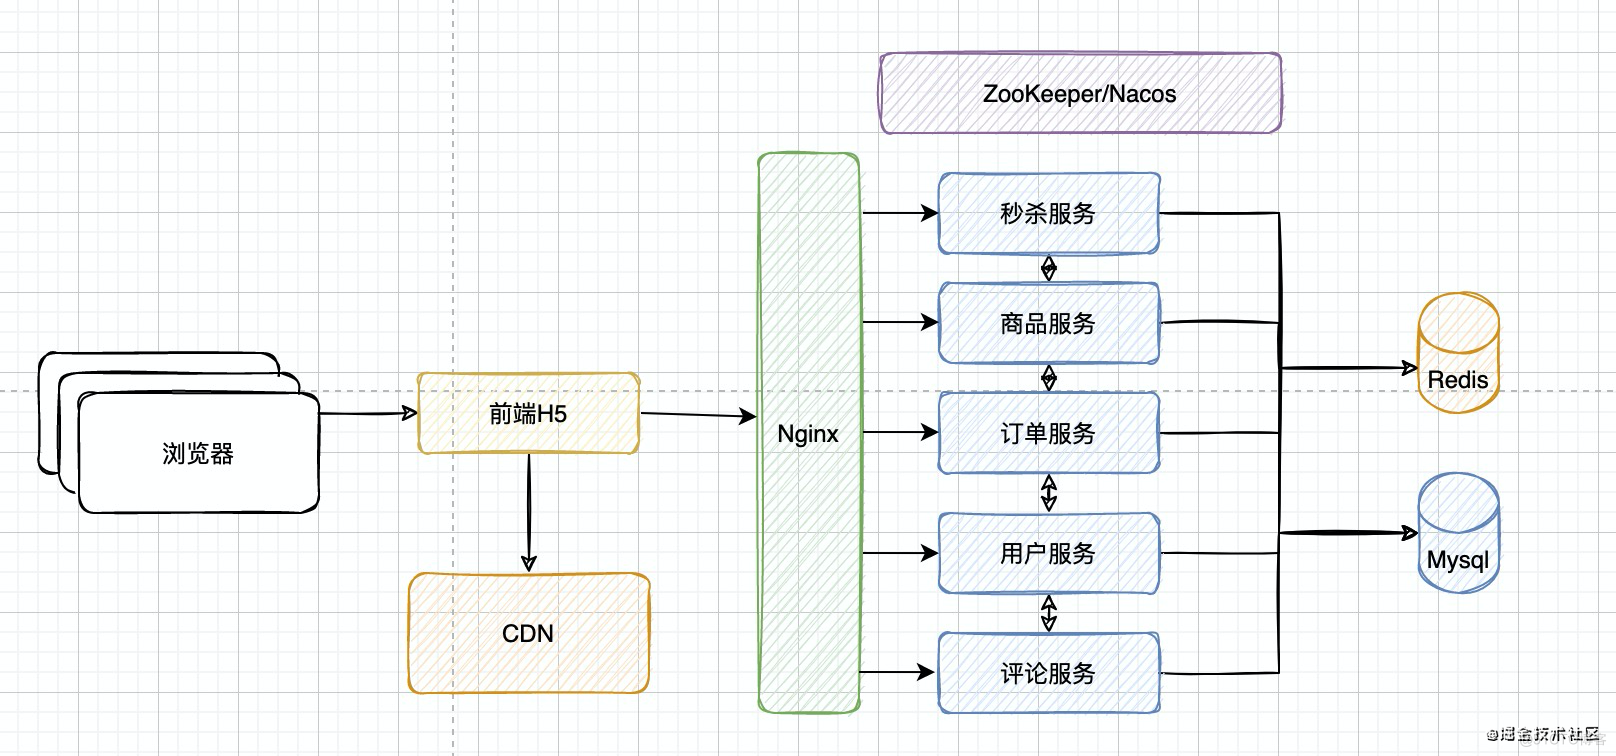 ZooKeeper/Nacos
秒杀服务
商品服务
Redis
前端H5
订单服务
Nginx
浏览器
用户服务
Mysql
CDN
评论服务
@掘金技术社区